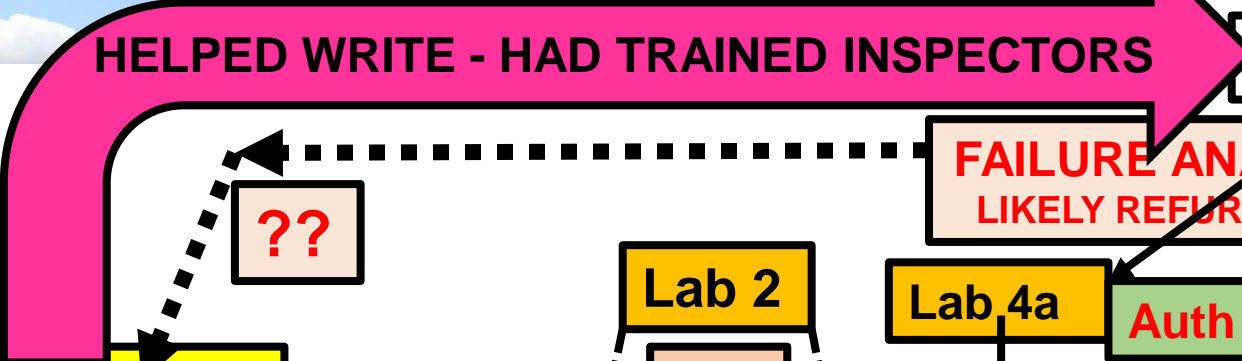 HELPED WRITE - HAD TRAINED INSPECTORS
FAILURE
LIKELY
??
Lab 2
Lab 4a
Auth